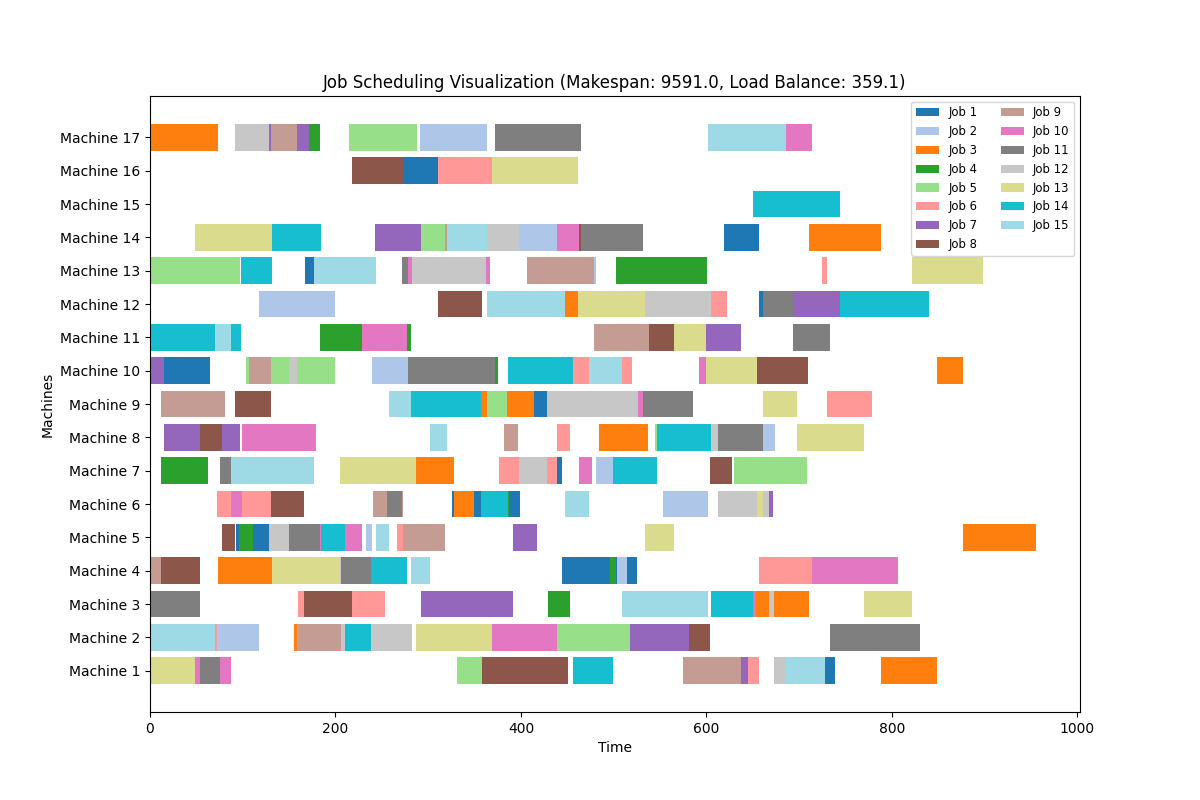 Job Scheduling Visualization (Makespan: 9591.0, Load Balance: 359.1)
Job 1
Job 2
Job 3
Job 4
Job 5
Job 6
Job 7
Job 8
Job 9
Job 10
Job 11
Job 12
Job 13
Job 14
Job 15
Machines
Machine 17
Machine 16
Machine 15
Machine 14
Machine 13
Machine 12
Machine 11
Machine 10
Machine 9
Machine 8
Machine 7
Machine 6
Machine 5
Machine 4
Machine 3
Machine 2
Machine 1
0 200 400 600 800 1000
Time